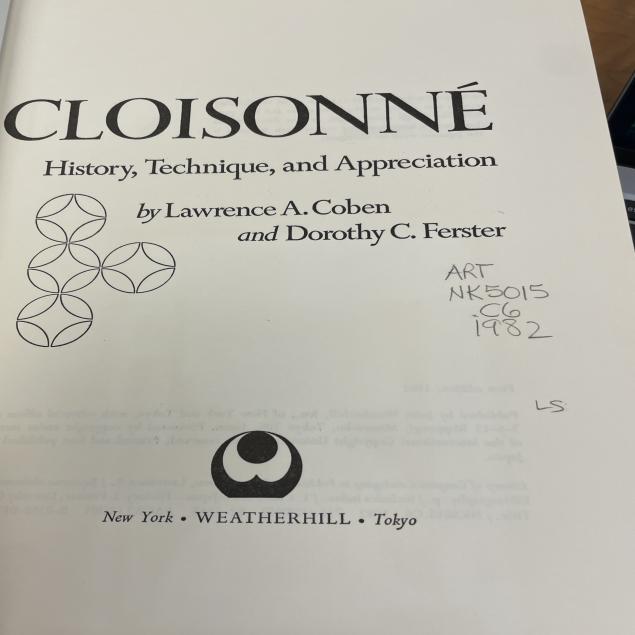 CLOISONNÉ
History, Technique, and Appreciation
by Lawrence A. Coben
and Dorothy C. Ferster
ART
NK5015
.C6
1982
LS
New York • WEATHERHILL • Tokyo